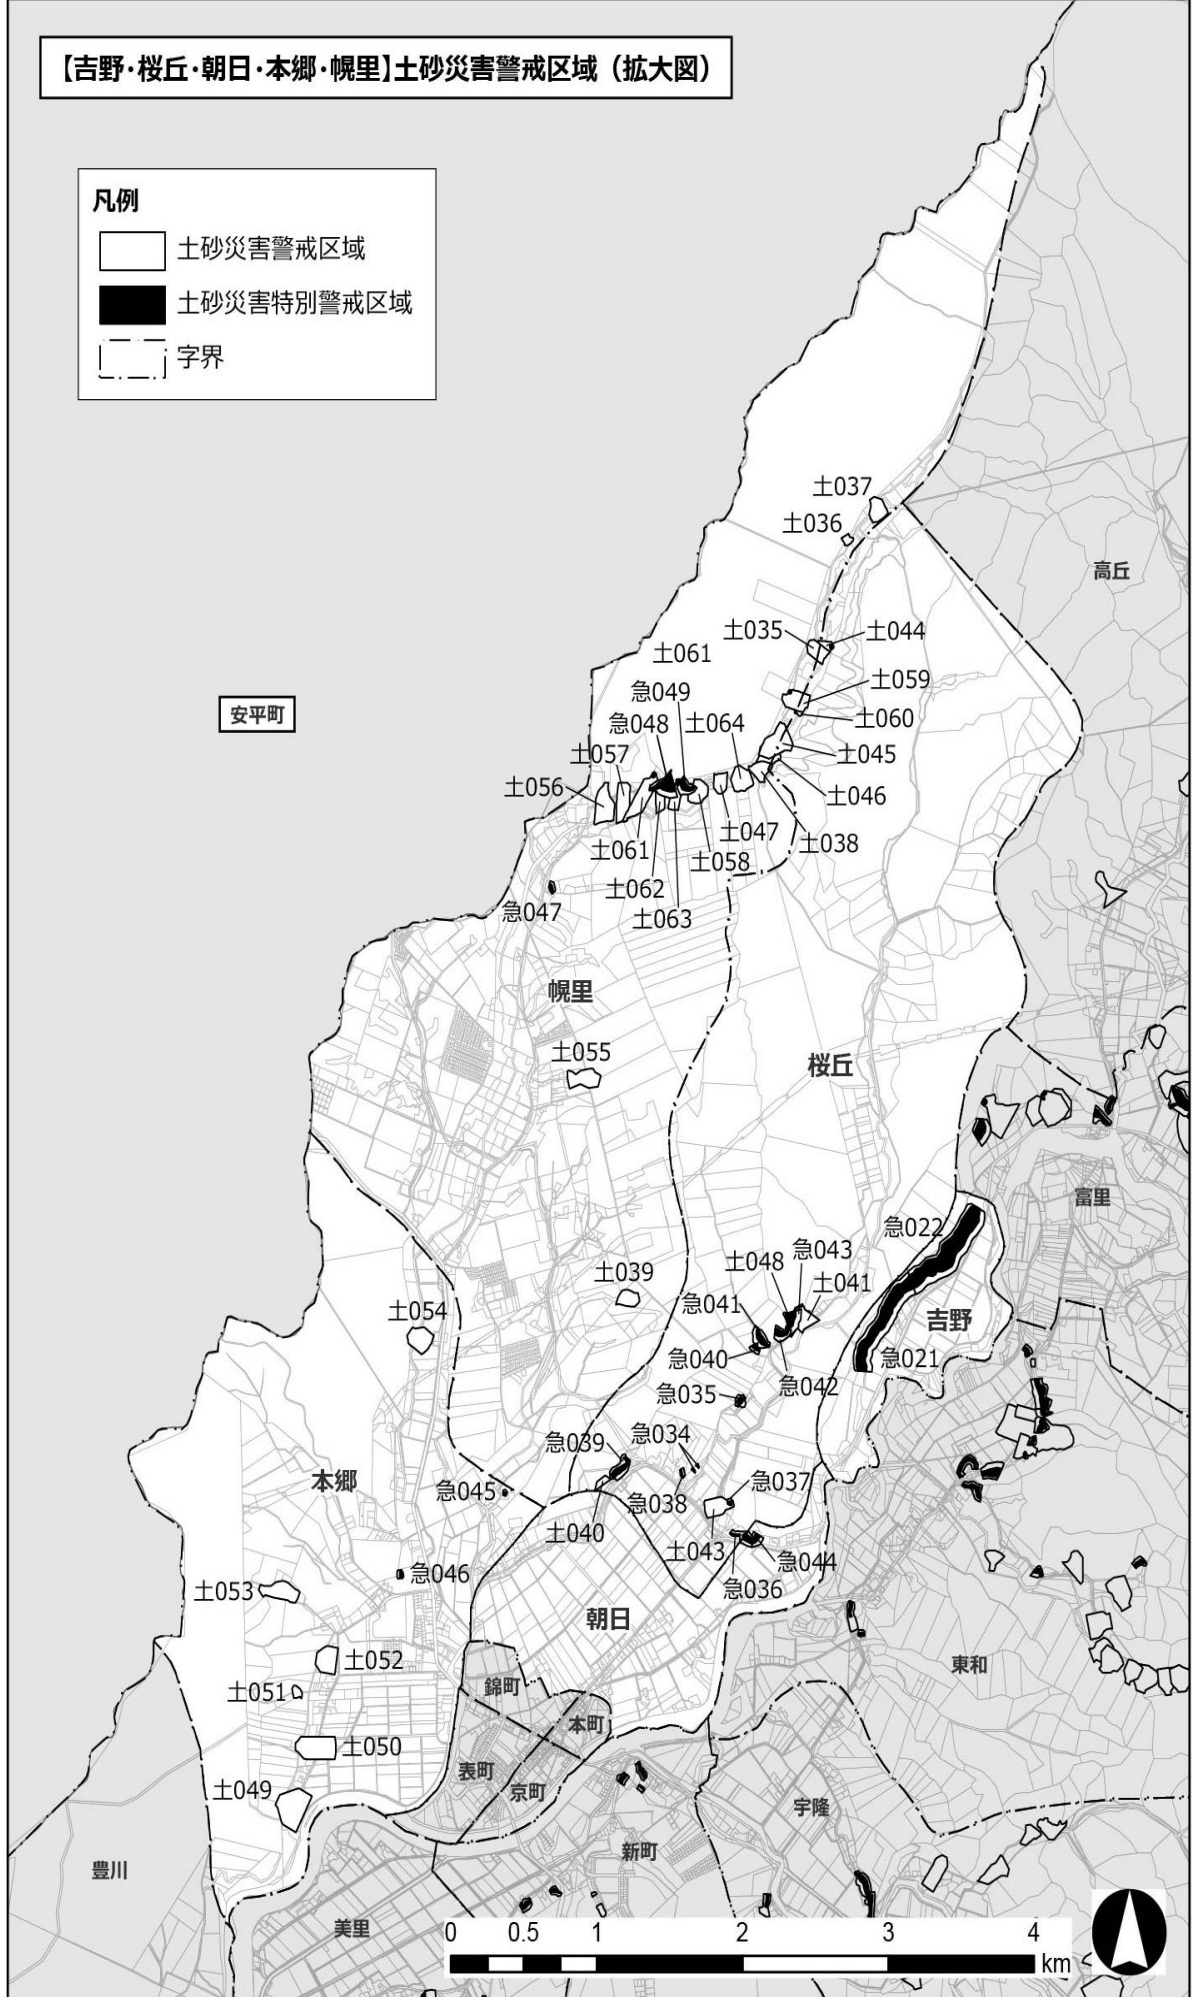 【吉野・桜丘・朝日・本郷・幌里】土砂災害警戒区域（拡大図）
凡例
土砂災害警戒区域
土砂災害特別警戒区域
字界
土037
土036
高丘
土035
土044
土061
土059
急049
安平町
土060
急048
土064
土057
土045
土056
土046
土047
土038
土061
土058
土062
急047
土063
幌里
土055
桜丘
富里
急022
急043
土048
土041
土039
急041
土054
吉野
急040
急021
急042
急035
急034
急039
本郷
急037
急045
急038
土040
土043
急044
急046
急036
土053
朝日
土052
東和
錦町
土051
本町
土050
表町
京町
土049
宇隆
新町
豊川
美里
0 0.5 1 2 3 4
km